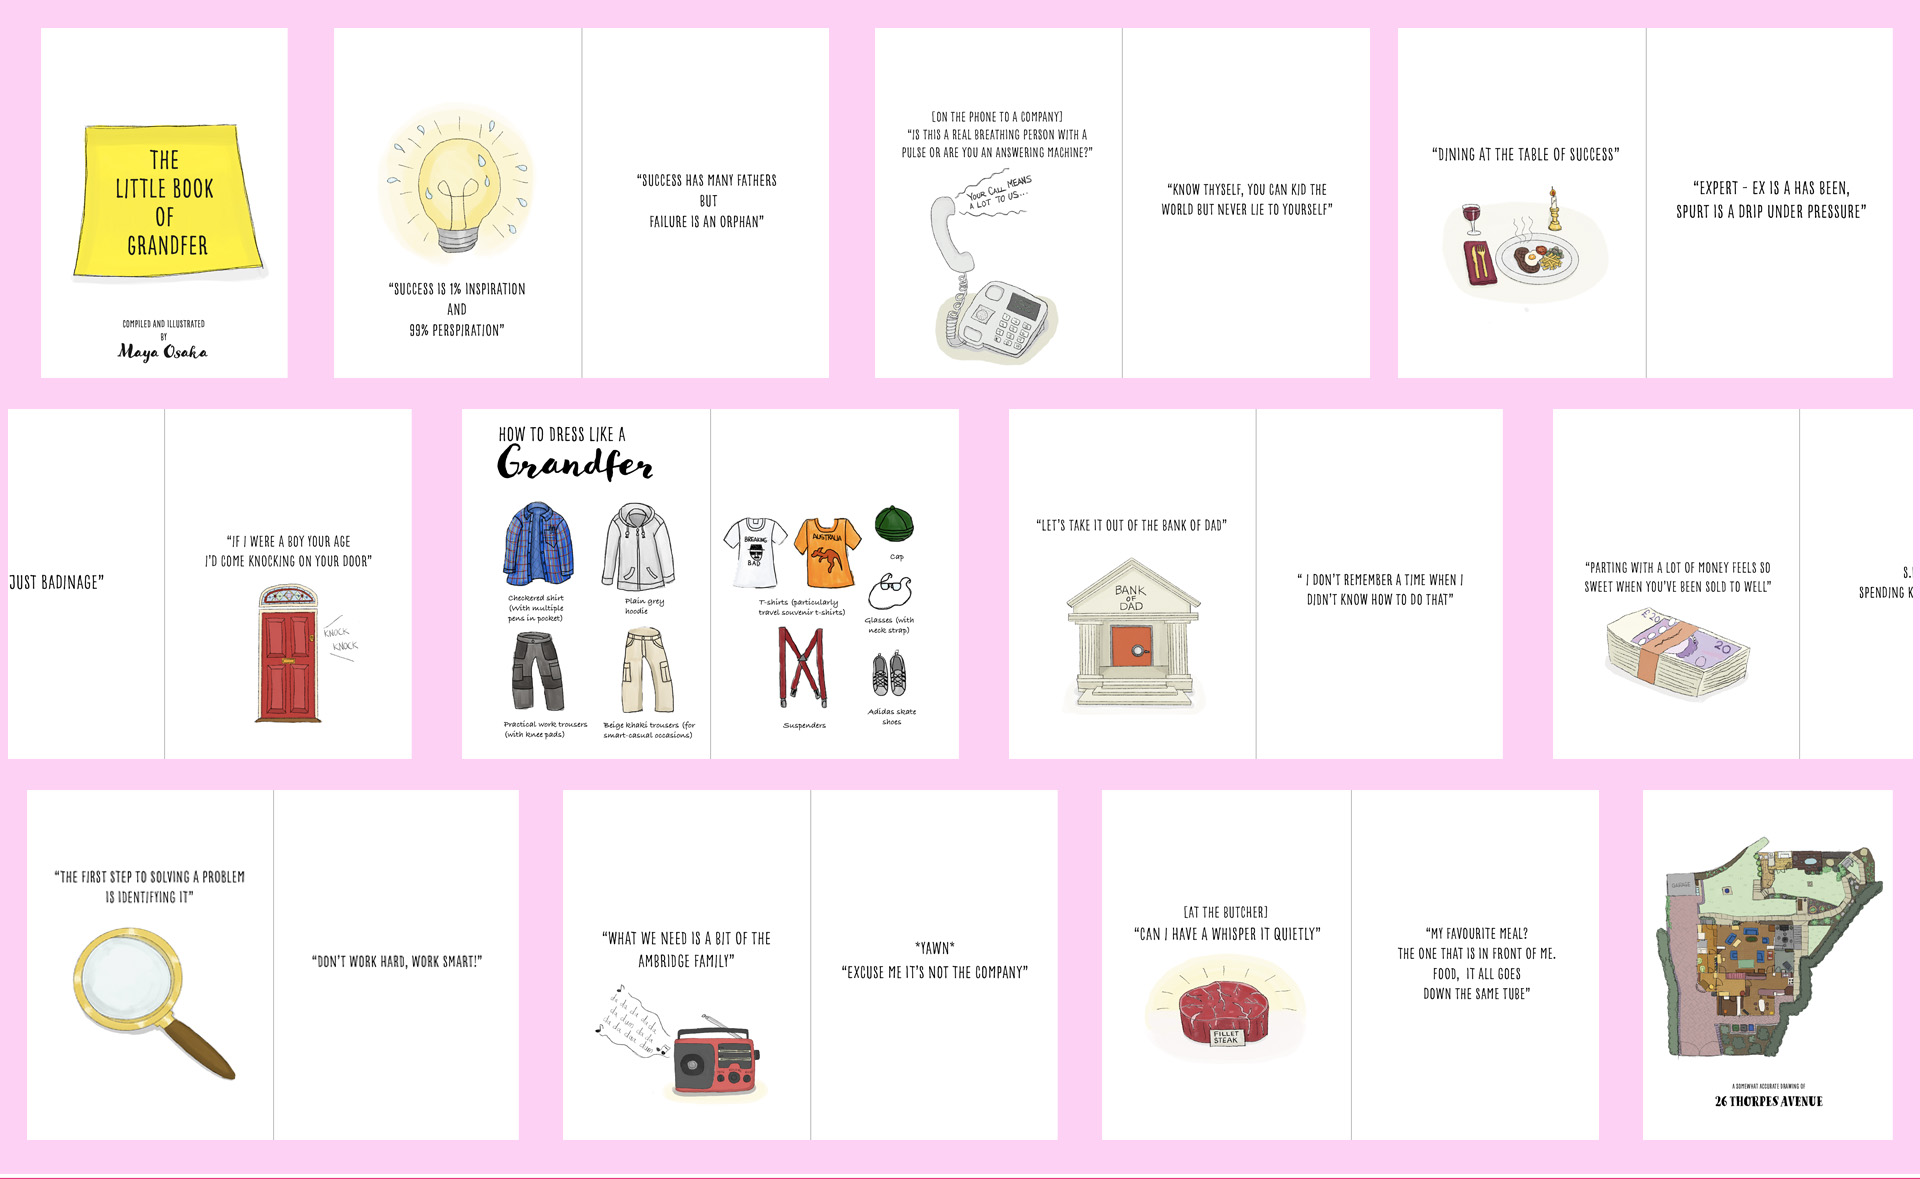 THE
LITTLE BOOK
OF
GRANDFER
COMPILED AND ILLUSTRATED
BY
Maya Osaka
“SUCCESS IS 1% INSPIRATION
AND
99% PERSPIRATION”
“SUCCESS HAS MANY FATHERS
BUT
FAILURE IS AN ORPHAN”
[ON THE PHONE TO A COMPANY]
“IS THIS A REAL BREATHING PERSON WITH A
PULSE OR ARE YOU AN ANSWERING MACHINE?”
YOUR CALL MEANS
A LOT TO US...
“KNOW THYSELF, YOU CAN KID THE
WORLD BUT NEVER LIE TO YOURSELF”
“DINING AT THE TABLE OF SUCCESS”
“EXPERT - EX IS A HAS BEEN,
SPURT IS A DRIP UNDER PRESSURE”
JUST BADINAGE”
“IF I WERE A BOY YOUR AGE
I’D COME KNOCKING ON YOUR DOOR”
KNOCK
KNOCK
HOW TO DRESS LIKE A
Grandfer
Checkered shirt
(with multiple
pens in pocket)
Plain grey
hoodie
Practical work trousers
(with knee pads)
Beige khaki trousers (for
smart-casual occasions)
BREAKING
BAD
AUSTRALIA
T-shirts (particularly
travel souvenir t-shirts)
Cap
Glasses (with
neck strap)
Suspenders
Adidas skate
shoes
“LET’S TAKE IT OUT OF THE BANK OF DAD”
BANK
OF
DAD
“ I DON’T REMEMBER A TIME WHEN I
DIDN’T KNOW HOW TO DO THAT”
“PARTING WITH A LOT OF MONEY FEELS SO
SWEET WHEN YOU’VE BEEN SOLD TO WELL”
20
20
S.
SPENDING K
“THE FIRST STEP TO SOLVING A PROBLEM
IS IDENTIFYING IT”
“DON’T WORK HARD, WORK SMART!”
“WHAT WE NEED IS A BIT OF THE
AMBRIDGE FAMILY”
*YAWN*
“EXCUSE ME IT’S NOT THE COMPANY”
[AT THE BUTCHER]
“CAN I HAVE A WHISPER IT QUIETLY”
FILLET
STEAK
“MY FAVOURITE MEAL?
THE ONE THAT IS IN FRONT OF ME.
FOOD, IT ALL GOES
DOWN THE SAME TUBE”
A SOMEWHAT ACCURATE DRAWING OF
26 THORPES AVENUE